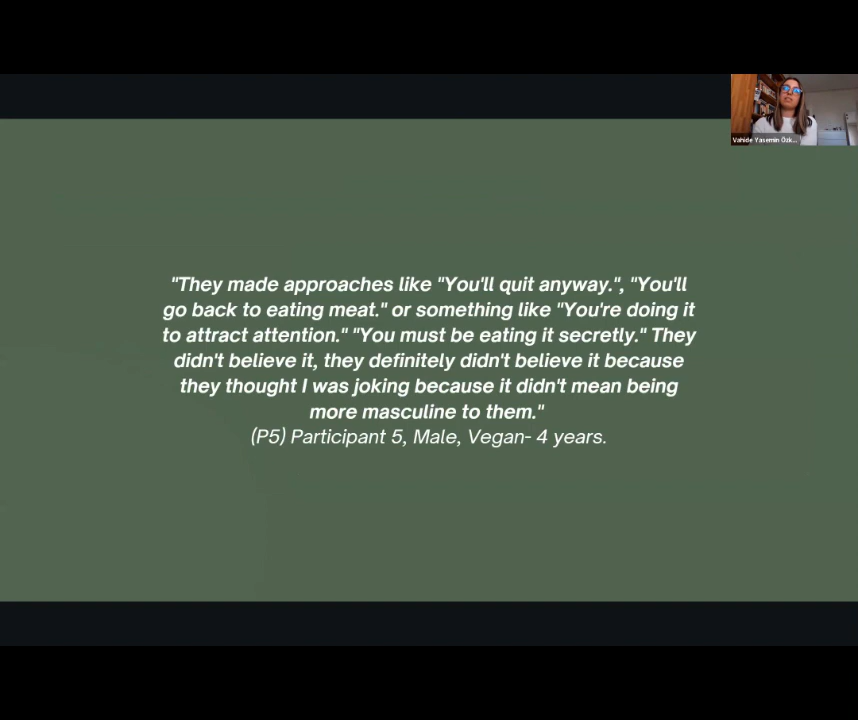 Vahide Yasemin Özk...
"They made approaches like "You'll quit anyway.", "You'll
go back to eating meat." or something like "You're doing it
to attract attention." "You must be eating it secretly." They
didn't believe it, they definitely didn't believe it because
they thought I was joking because it didn't mean being
more masculine to them."
(P5) Participant 5, Male, Vegan- 4 years.